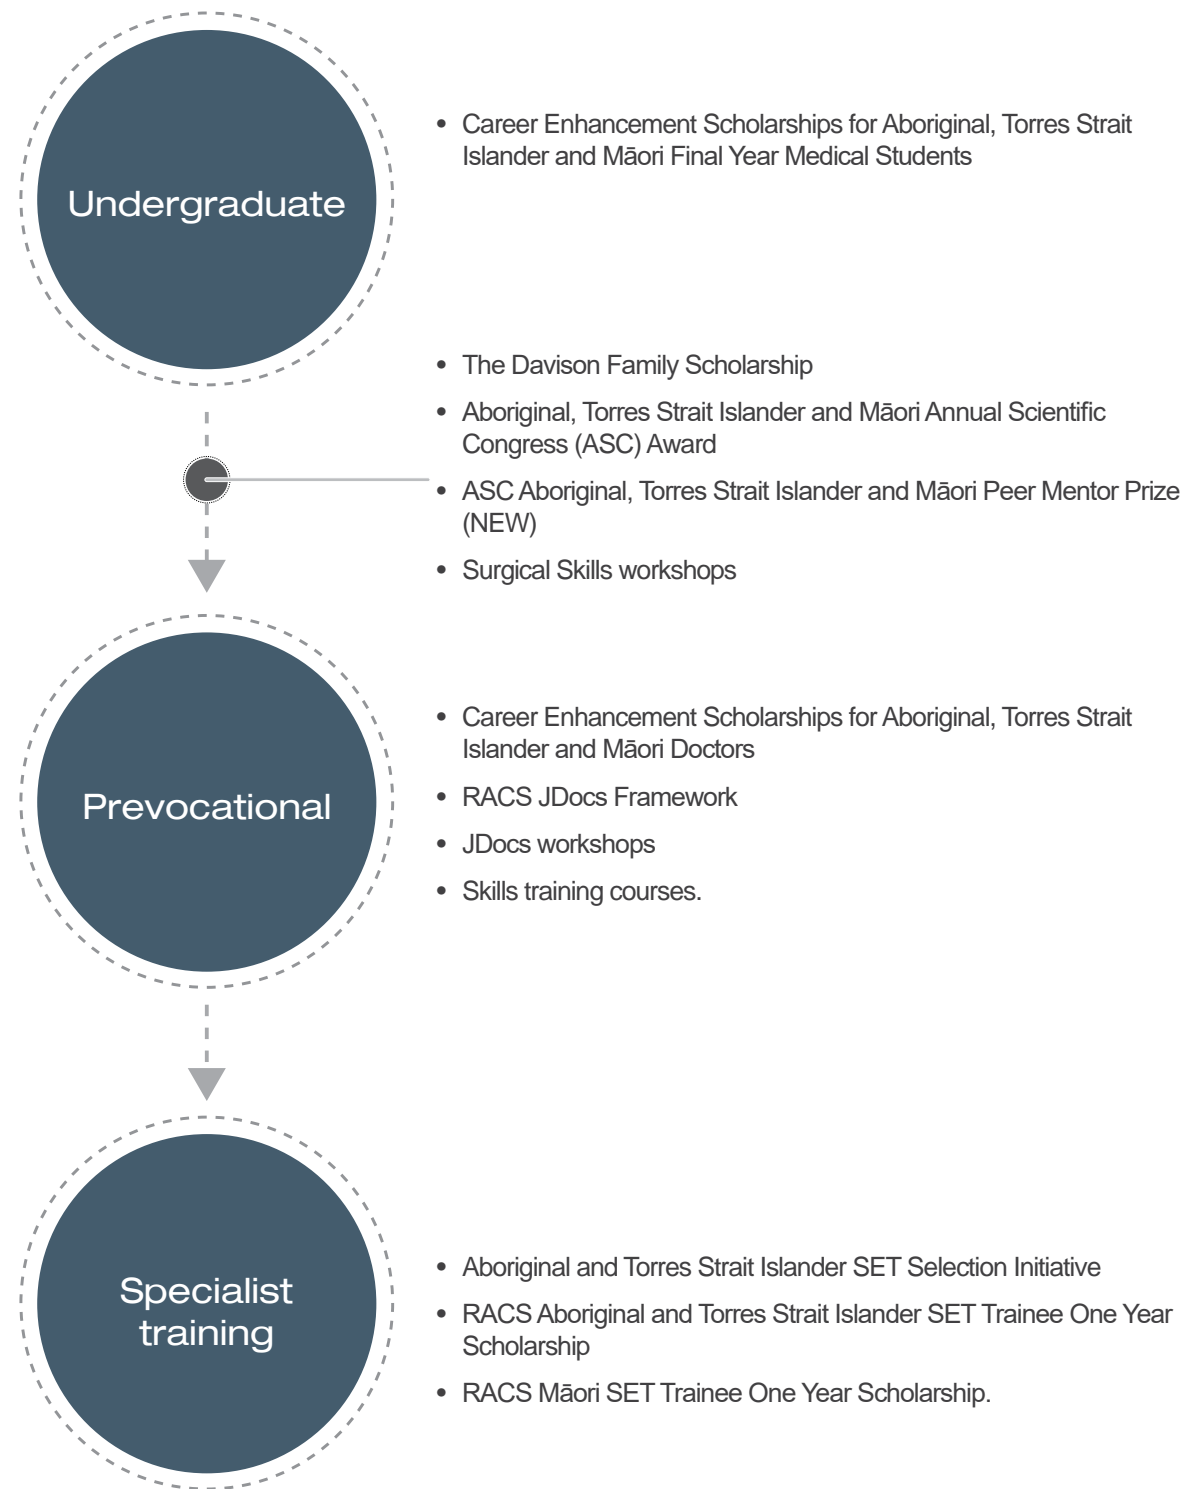 Undergraduate
• Career Enhancement Scholarships for Aboriginal, Torres Strait
Islander and Māori Final Year Medical Students
• The Davison Family Scholarship
• Aboriginal, Torres Strait Islander and Māori Annual Scientific
Congress (ASC) Award
• ASC Aboriginal, Torres Strait Islander and Māori Peer Mentor Prize
(NEW)
• Surgical Skills workshops
Prevocational
• Career Enhancement Scholarships for Aboriginal, Torres Strait
Islander and Māori Doctors
• RACS JDocs Framework
• JDocs workshops
• Skills training courses.
Specialist
training
• Aboriginal and Torres Strait Islander SET Selection Initiative
• RACS Aboriginal and Torres Strait Islander SET Trainee One Year
Scholarship
• RACS Māori SET Trainee One Year Scholarship.